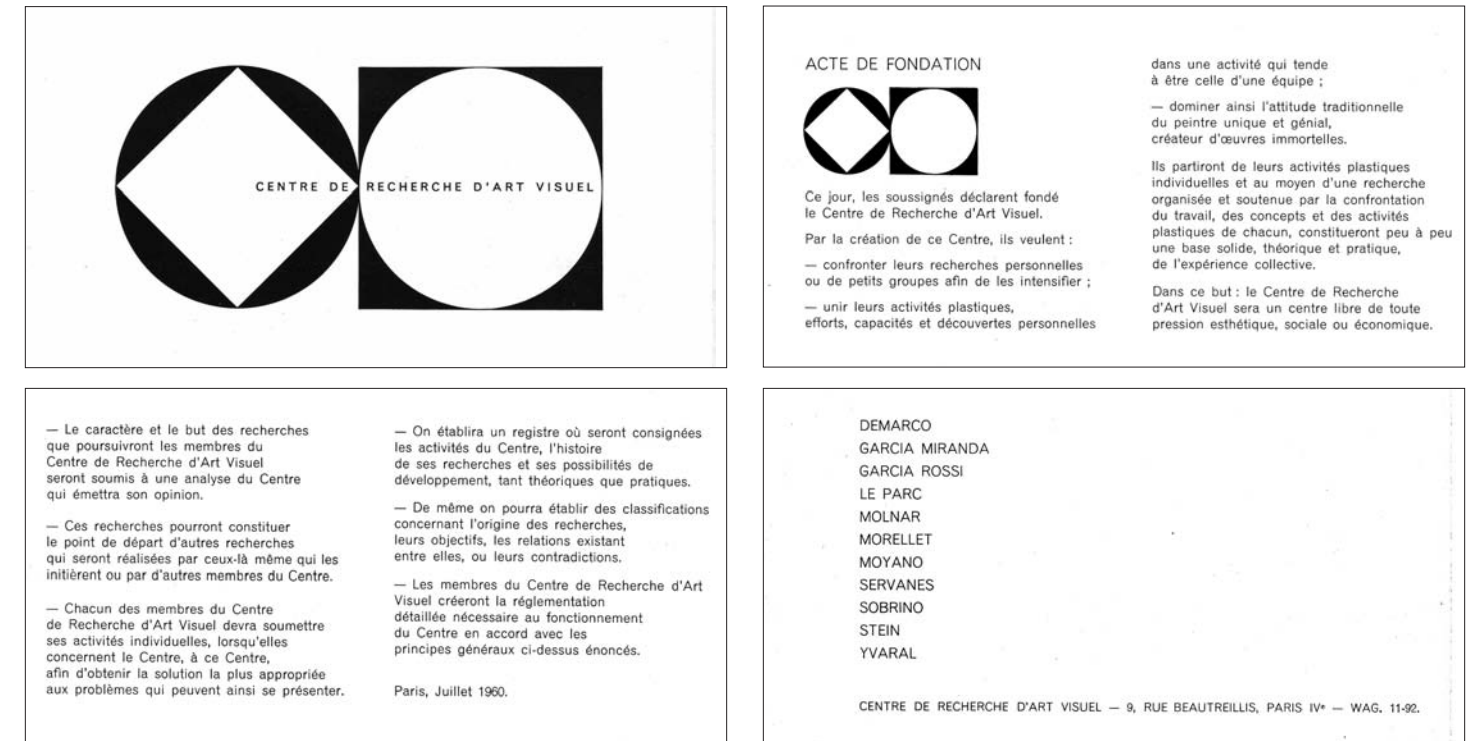 CENTRE DE RECHERCHE D'ART VISUEL
ACTE DE FONDATION
Ce jour, les soussignés déclarent fondé
le Centre de Recherche d'Art Visuel.
Par la création de ce Centre, ils veulent :
— confronter leurs recherches personnelles
ou de petits groupes afin de les intensifier ;
— unir leurs activités plastiques,
efforts, capacités et découvertes personnelles
dans une activité qui tende
à être celle d'une équipe ;
— dominer ainsi l'attitude traditionnelle
du peintre unique et génial,
créateur d'œuvres immortelles.
Ils partiront de leurs activités plastiques
individuelles et au moyen d'une recherche
organisée et soutenue par la confrontation
du travail, des concepts et des activités
plastiques de chacun, constitueront peu à peu
une base solide, théorique et pratique,
de l'expérience collective.
Dans ce but : le Centre de Recherche
d'Art Visuel sera un centre libre de toute
pression esthétique, sociale ou économique.
— Le caractère et le but des recherches
que poursuivront les membres du
Centre de Recherche d'Art Visuel
seront soumis à une analyse du Centre
qui émettra son opinion.
— Ces recherches pourront constituer
le point de départ d'autres recherches
qui seront réalisées par ceux-là même qui les
initièrent ou par d'autres membres du Centre.
— Chacun des membres du Centre
de Recherche d'Art Visuel devra soumettre
ses activités individuelles, lorsqu'elles
concernent le Centre, à ce Centre,
afin d'obtenir la solution la plus appropriée
aux problèmes qui peuvent ainsi se présenter.
— On établira un registre où seront consignées
les activités du Centre, l'histoire
de ses recherches et ses possibilités de
développement, tant théoriques que pratiques.
— De même on pourra établir des classifications
concernant l'origine des recherches,
leurs objectifs, les relations existant
entre elles, ou leurs contradictions.
— Les membres du Centre de Recherche d'Art
Visuel créeront la réglementation
détaillée nécessaire au fonctionnement
du Centre en accord avec les
principes généraux ci-dessus énoncés.
Paris, Juillet 1960.
DEMARCO
GARCIA MIRANDA
GARCIA ROSSI
LE PARC
MOLNAR
MORELLET
MOYANO
SERVANES
SOBRINO
STEIN
YVARAL
CENTRE DE RECHERCHE D'ART VISUEL — 9, RUE BEAUTREILLIS, PARIS IVᵉ — WAG. 11-92.